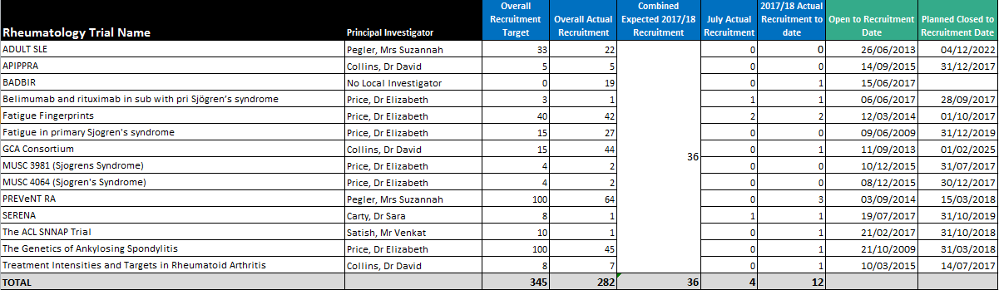 Rheumatology Trial Name Principal Investigator Overall Recruitment Target Overall Actual Recruitment Combined Expected 2017/18 Recruitment July Actual Recruitment 2017/18 Actual Recruitment to date Open to Recruitment Date Planned Closed to Recruitment Date
ADULT SLE Pegler, Mrs Suzannah 33 22 0 0 26/06/2013 04/12/2022
APIPPRA Collins, Dr David 5 5 0 0 14/09/2015 31/12/2017
BADBIR No Local Investigator 0 19 0 1 15/06/2017
Belimumab and rituximab in sub with pri Sjögren’s syndrome Price, Dr Elizabeth 3 1 1 1 06/06/2017 28/09/2017
Fatigue Fingerprints Price, Dr Elizabeth 40 42 2 2 12/03/2014 01/10/2017
Fatigue in primary Sjogren's syndrome Price, Dr Elizabeth 15 27 0 0 09/06/2009 31/12/2019
GCA Consortium Collins, Dr David 15 44 36 0 1 11/09/2013 01/02/2025
MUSC 3981 (Sjogrens Syndrome) Price, Dr Elizabeth 4 2 0 0 10/12/2015 31/07/2017
MUSC 4064 (Sjogren's Syndrome) Price, Dr Elizabeth 4 2 0 0 08/12/2015 30/12/2017
PREVeNT RA Pegler, Mrs Suzannah 100 64 0 3 03/09/2014 15/03/2018
SERENA Carty, Dr Sara 8 1 1 1 19/07/2017 31/10/2019
The ACL SNNAP Trial Satish, Mr Venkat 10 1 0 1 21/02/2017 31/10/2018
The Genetics of Ankylosing Spondylitis Price, Dr Elizabeth 100 45 0 1 21/10/2009 31/03/2018
Treatment Intensities and Targets in Rheumatoid Arthritis Collins, Dr David 8 7 0 1 10/03/2015 14/07/2017
TOTAL 345 282 36 4 12